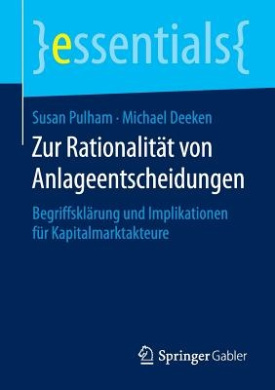 }essentials{
Susan Pulham · Michael Deeken
Zur Rationalität von
Anlageentscheidungen
Begriffsklärung und Implikationen
für Kapitalmarktakteure
Springer Gabler